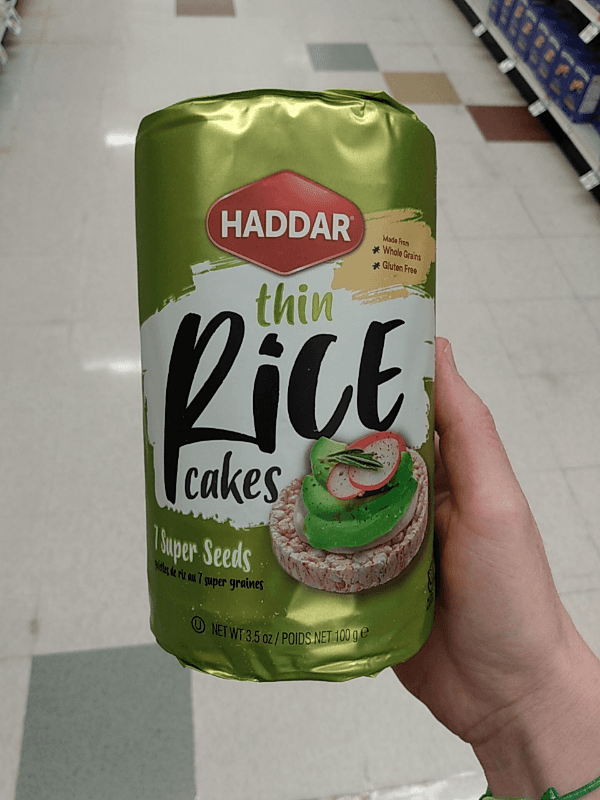 HADDAR
Made From
* Whole Grains
* Gluten Free
thin
RiCE
cakes
7 Super Seeds
de riz au 7 super graines
U NET WT 3.5 oz / POIDS NET 100 g e